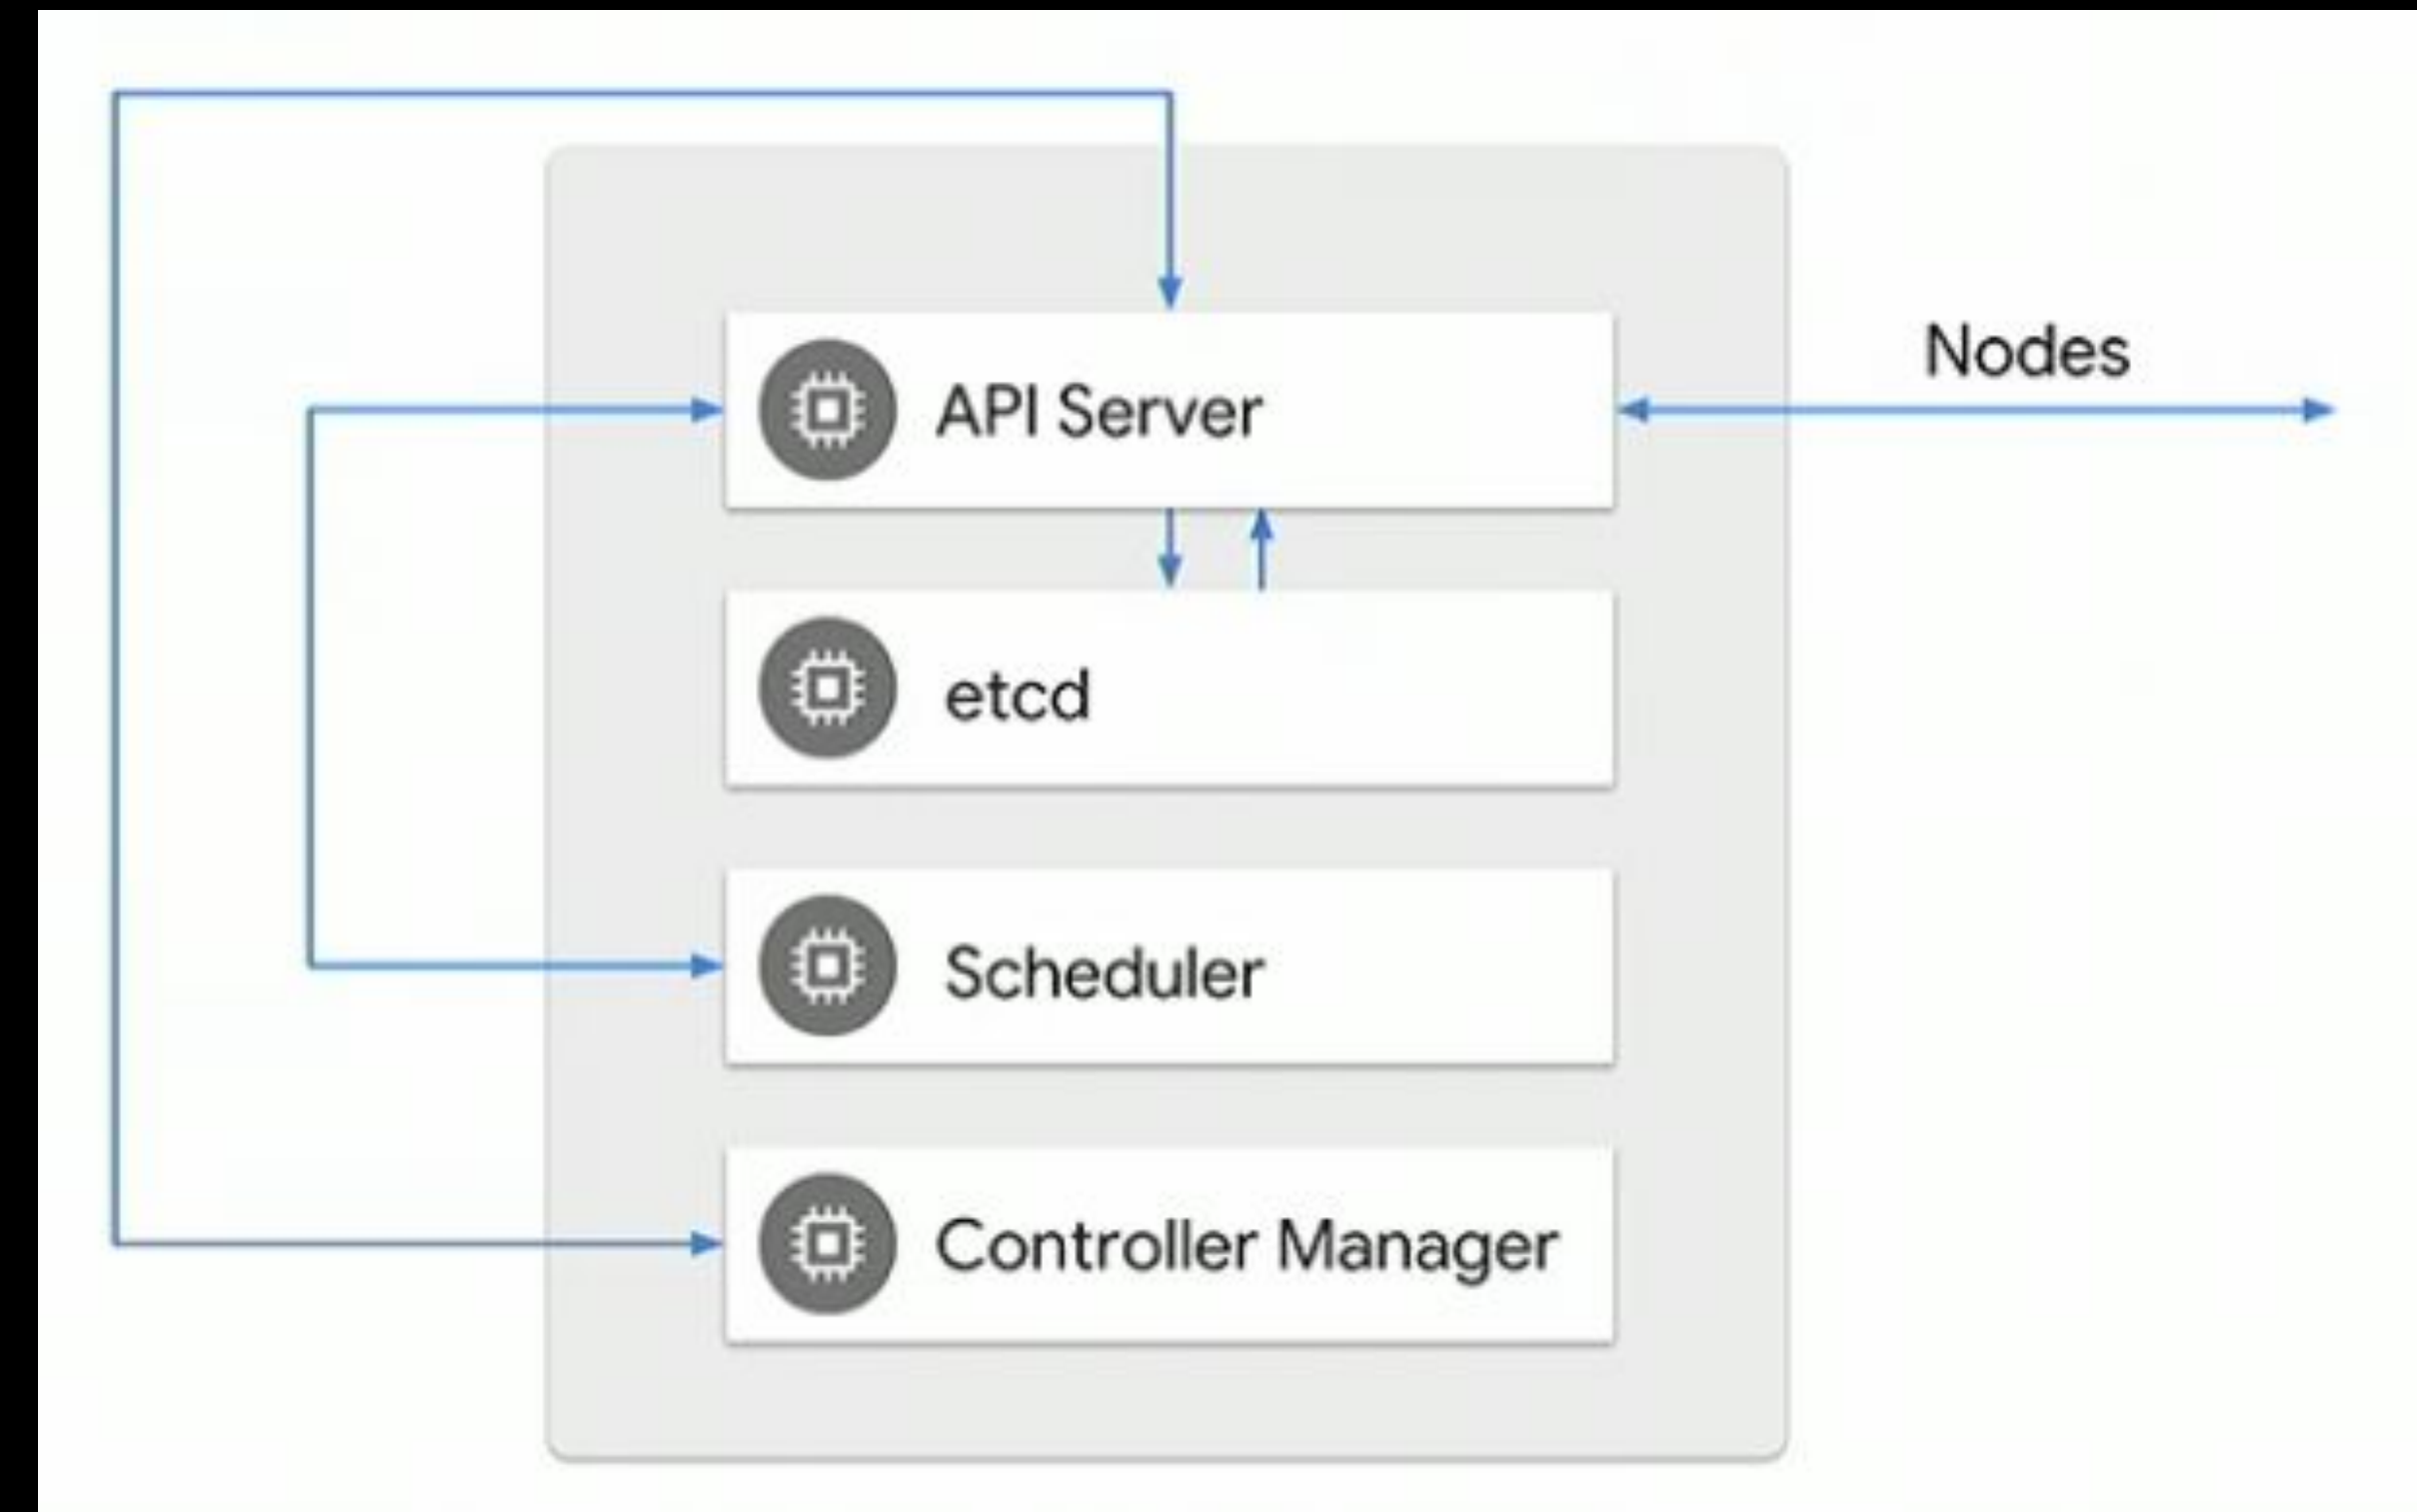 Nodes
API Server
etcd
Scheduler
Controller Manager